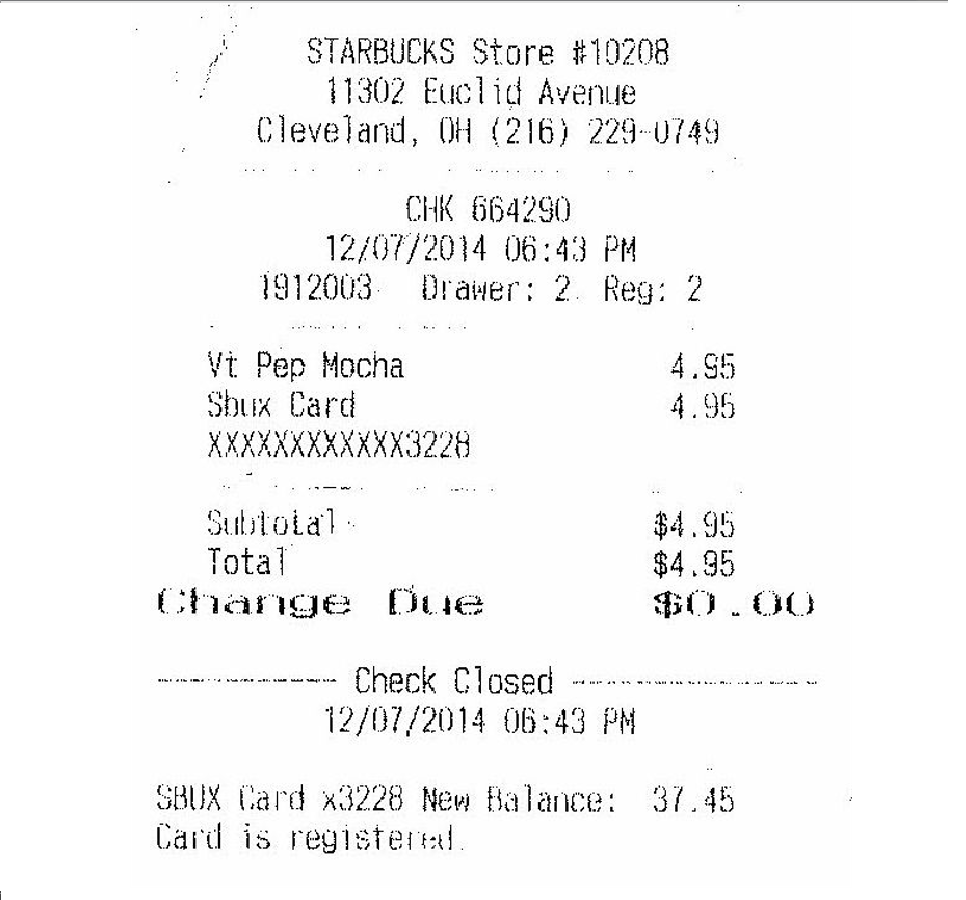 STARBUCKS Store #10208
11302 Euclid Avenue
Cleveland, OH (216) 229-0749
CHK 664290
12/07/2014 06:43 PM
1912003 Drawer: 2 Reg: 2
Vt Pep Mocha 4.95
Sbux Card 4.95
XXXXXXXXXXXX3228
Subtotal $4.95
Total $4.95
Change Due $0.00
Check Closed
12/07/2014 06:43 PM
SBUX Card x3228 New Balance: 37.45
Card is registered.